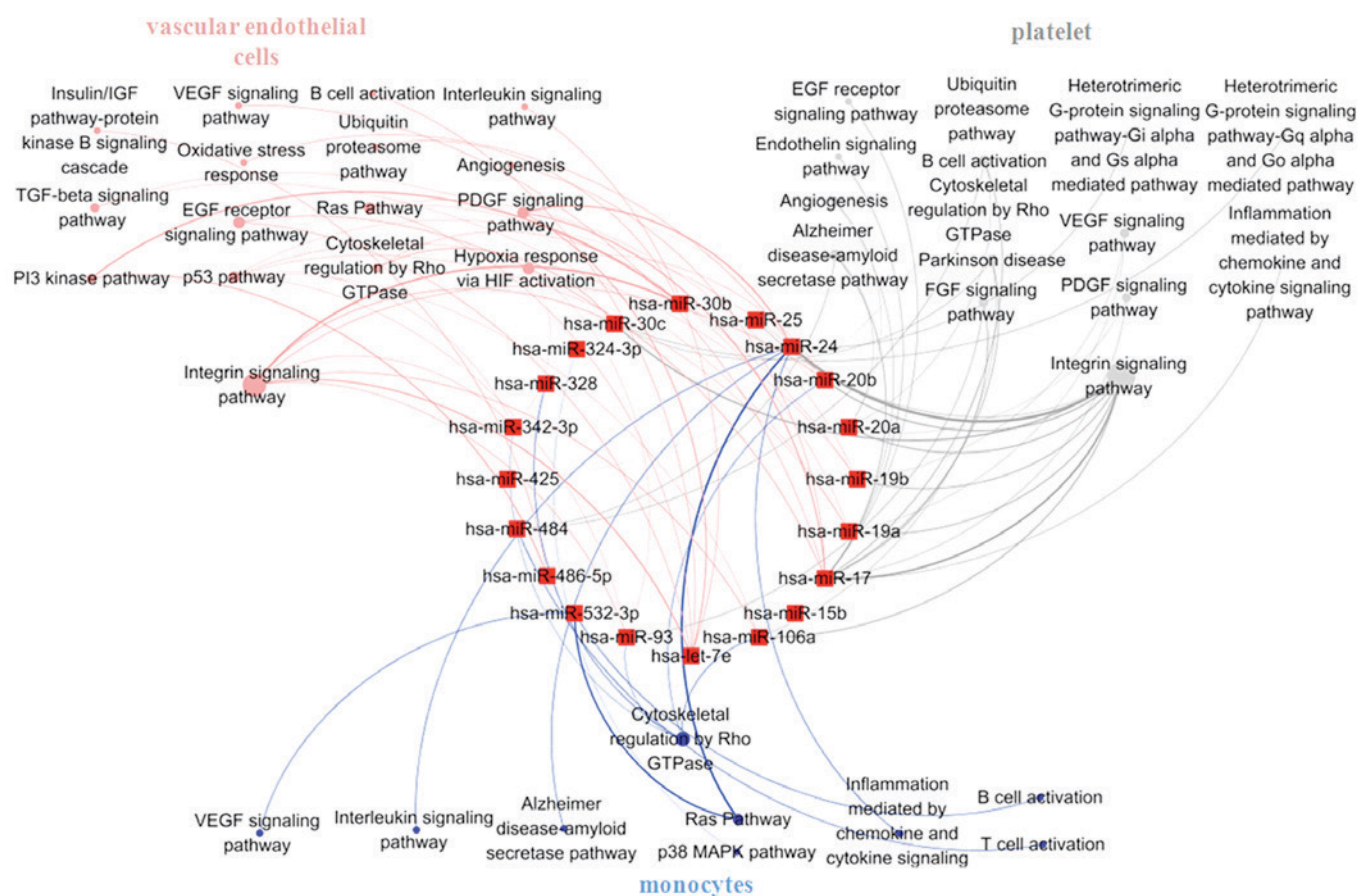 vascular endothelial
cells
platelet
Insulin/IGF
pathway-protein
kinase B signaling
cascade
VEGF signaling
pathway
B cell activation
Interleukin signaling
pathway
Oxidative stress
response
Ubiquitin
proteasome
pathway
Angiogenesis
TGF-beta signaling
pathway
EGF receptor
signaling pathway
Ras Pathway
PDGF signaling
pathway
PI3 kinase pathway
p53 pathway
Cytoskeletal
regulation by Rho
GTPase
Hypoxia response
via HIF activation
Integrin signaling
pathway
EGF receptor
signaling pathway
Ubiquitin
proteasome
pathway
Heterotrimeric
G-protein signaling
pathway-Gi alpha
and Gs alpha
mediated pathway
Heterotrimeric
G-protein signaling
pathway-Gq alpha
and Go alpha
mediated pathway
Endothelin signaling
pathway
B cell activation
Angiogenesis
Cytoskeletal
regulation by Rho
GTPase
VEGF signaling
pathway
Inflammation
mediated by
chemokine and
cytokine signaling
pathway
Alzheimer
disease-amyloid
secretase pathway
Parkinson disease
FGF signaling
pathway
PDGF signaling
pathway
Integrin signaling
pathway
hsa-miR-30b
hsa-miR-30c
hsa-miR-25
hsa-miR-324-3p
hsa-miR-24
hsa-miR-328
hsa-miR-20b
hsa-miR-342-3p
hsa-miR-20a
hsa-miR-425
hsa-miR-19b
hsa-miR-484
hsa-miR-19a
hsa-miR-486-5p
hsa-miR-17
hsa-miR-532-3p
hsa-miR-15b
hsa-miR-93
hsa-miR-106a
hsa-let-7e
Cytoskeletal
regulation by Rho
GTPase
VEGF signaling
pathway
Interleukin signaling
pathway
Alzheimer
disease-amyloid
secretase pathway
Ras Pathway
p38 MAPK pathway
Inflammation
mediated by
chemokine and
cytokine signaling
B cell activation
T cell activation
monocytes